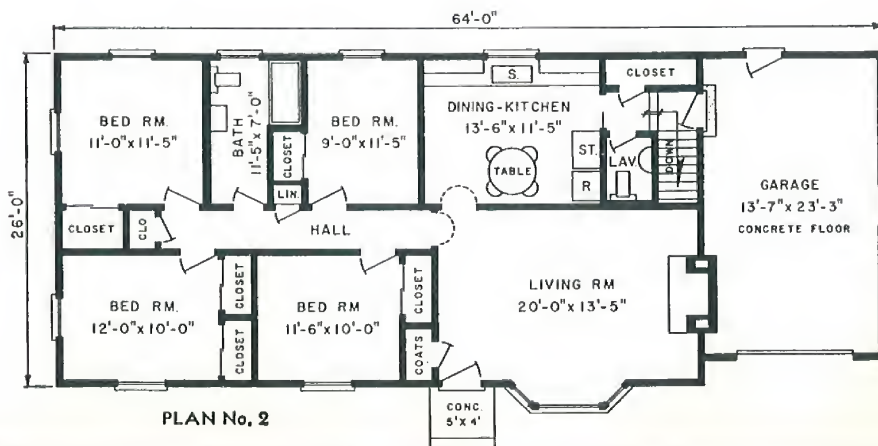 64'-0"
26'-0"
BED RM.
11'-0" x 11'-5"
BATH
11'-5" x 7'-0"
CLOSET
LIN.
BED RM.
9'-0" x 11'-5"
S.
DINING-KITCHEN
13'-6" x 11'-5"
TABLE
ST.
R
CLOSET
LAV.
DOWN
GARAGE
13'-7" x 23'-3"
CONCRETE FLOOR
CLOSET
CLO
HALL
BED RM.
12'-0" x 10'-0"
CLOSET
CLOSET
BED RM
11'-6" x 10'-0"
CLOSET
COATS
LIVING RM
20'-0" x 13'-5"
CONC.
5' X 4'
PLAN No. 2